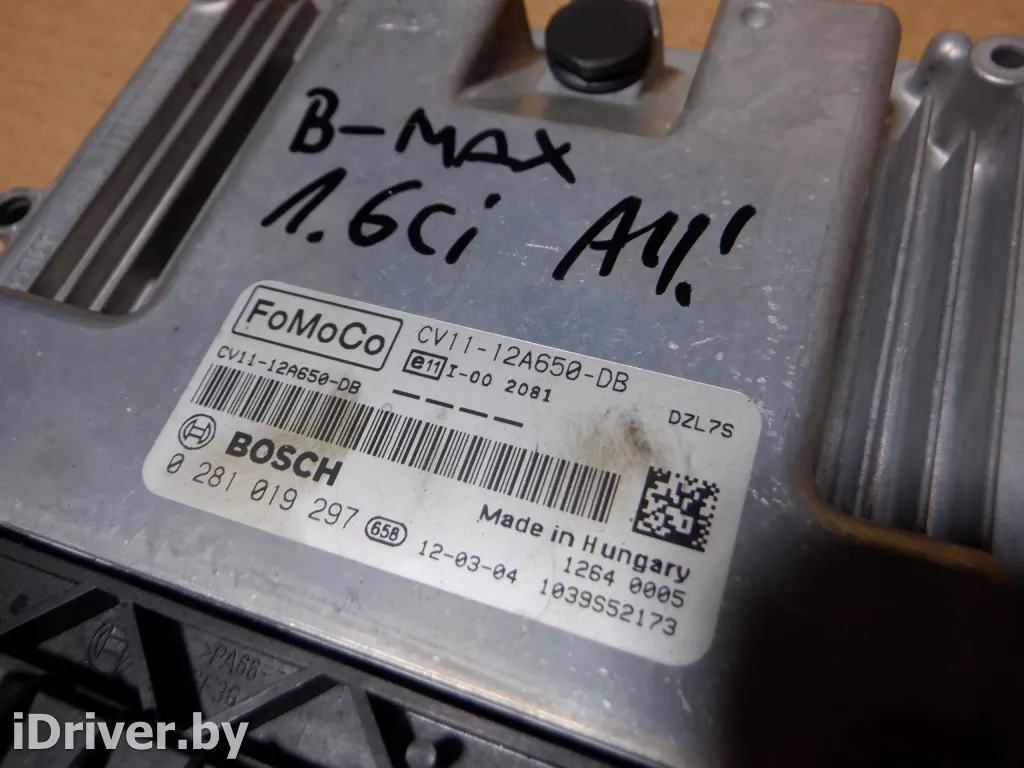 B-MAX
1.6Ci A11!
FoMoCo
CV11-12A650-DB
e11 I-00 2081
CV11-12A650-DB
DZL7S
BOSCH
0 281 019 297 658
Made in Hungary
12-03-04
1264 0005
1039S52173
>PA66-
iDriver.by